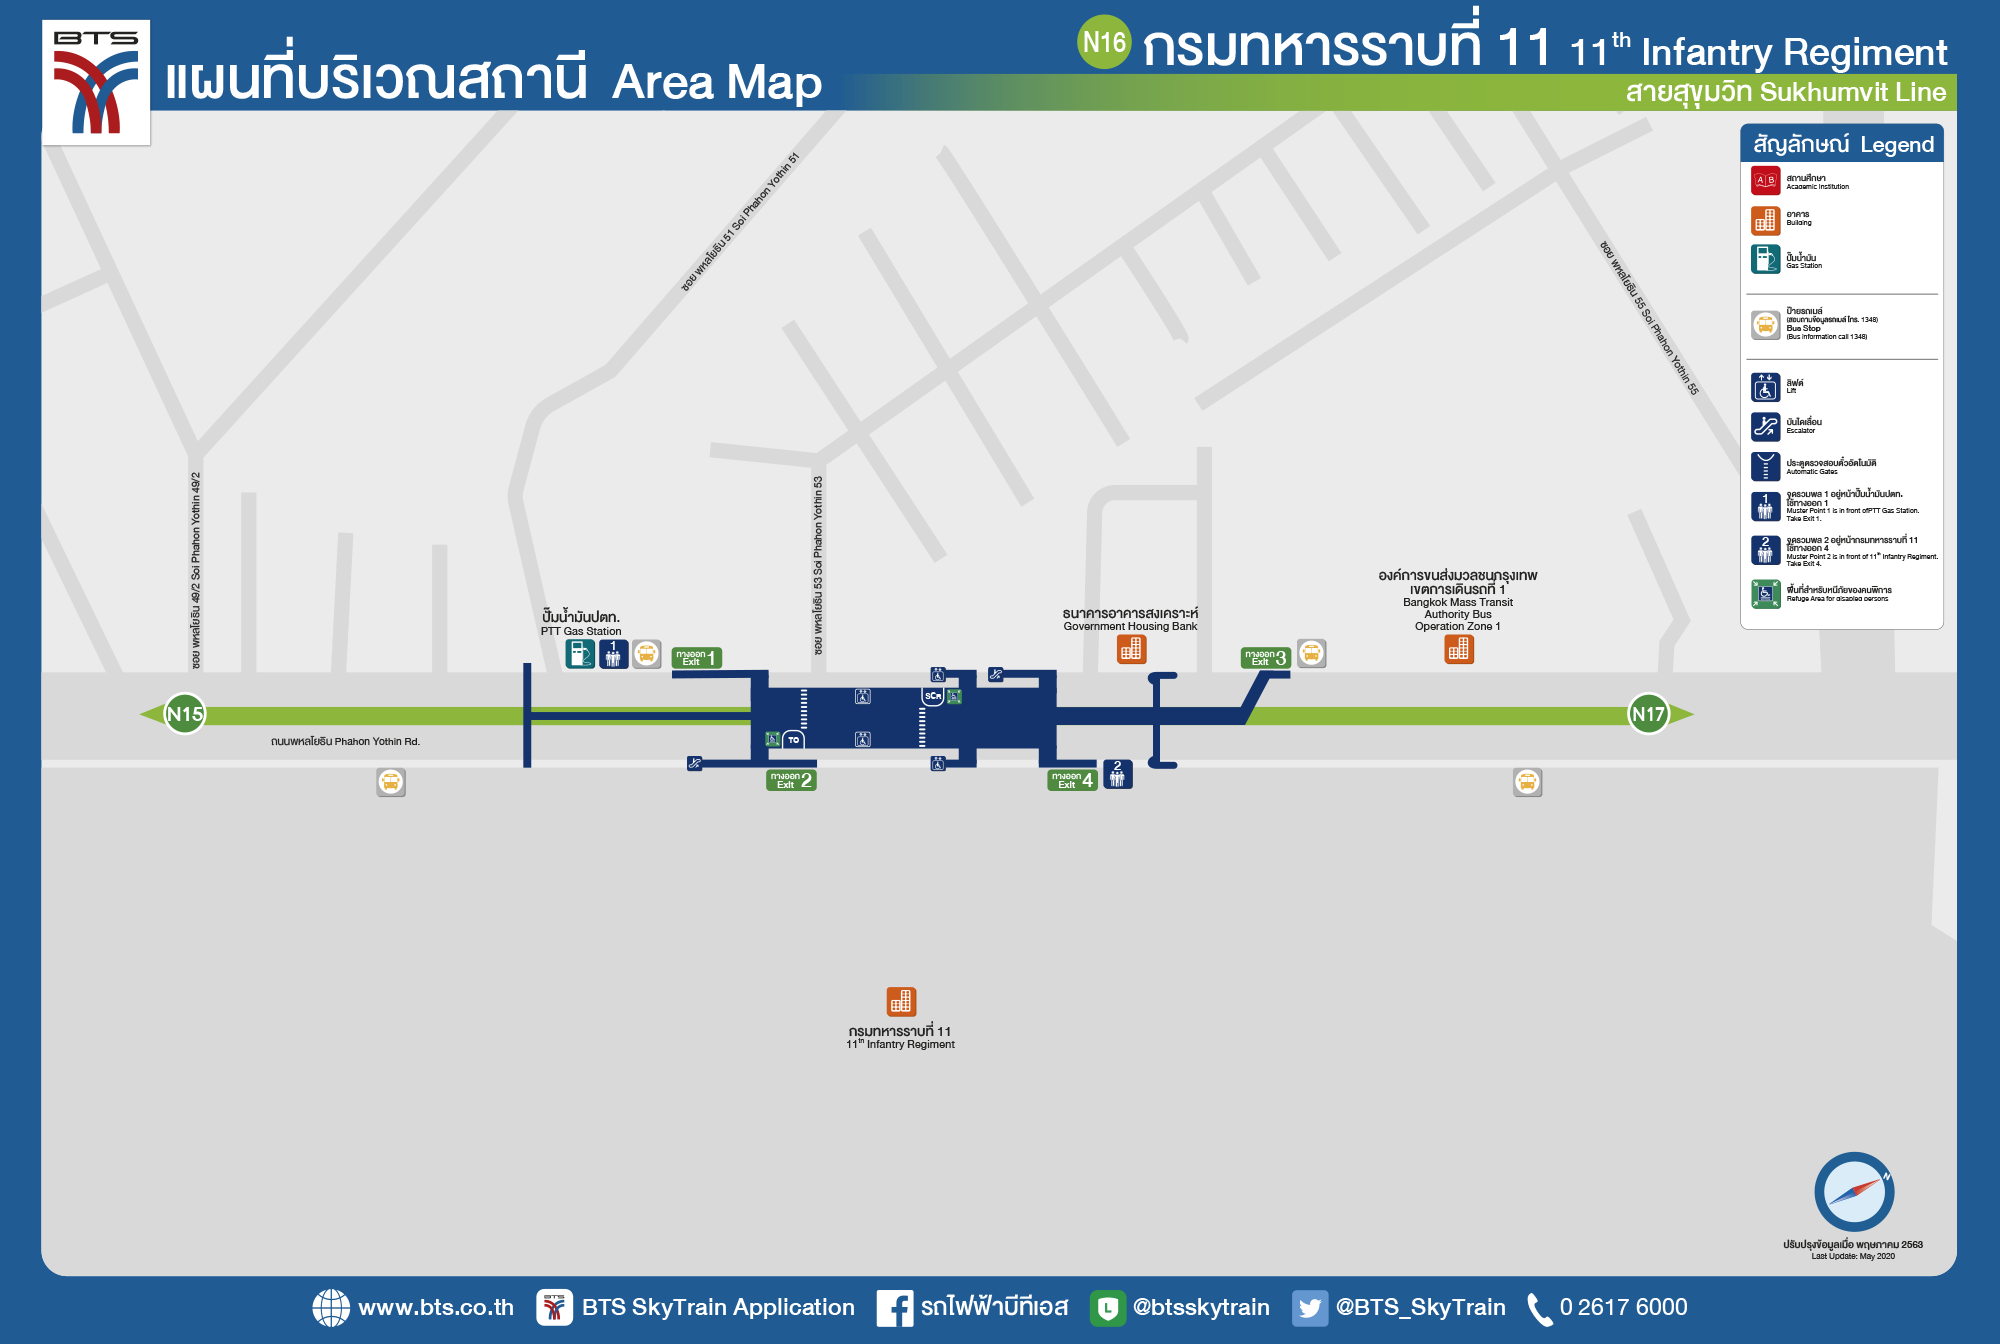 BTS
แผนที่บริเวณสถานี Area Map
N16 กรมทหารราบที่ 11 11th Infantry Regiment
สายสุขุมวิท Sukhumvit Line
สัญลักษณ์ Legend
A B
สถานศึกษา
Academic Institution
อาคาร
Building
ปั๊มน้ำมัน
Gas Station
ป้ายรถเมล์
(สอบถามข้อมูลรถเมล์ โทร. 1348)
Bus Stop
(Bus information call 1348)
ลิฟต์
Lift
บันไดเลื่อน
Escalator
ประตูตรวจสอบตั๋วอัตโนมัติ
Automatic Gates
1
จุดรวมพล 1 อยู่หน้าปั๊มน้ำมันปตท.
ใช้ทางออก 1
Muster Point 1 is in front ofPTT Gas Station.
Take Exit 1.
2
จุดรวมพล 2 อยู่หน้ากรมทหารราบที่ 11
ใช้ทางออก 4
Muster Point 2 is in front of 11th Infantry Regiment.
Take Exit 4.
พื้นที่สำหรับหนีภัยของคนพิการ
Refuge Area for disabled persons
ซอย พหลโยธิน 51 Soi Phahon Yothin 51
ซอย พหลโยธิน 55 Soi Phahon Yothin 55
ซอย พหลโยธิน 49/2 Soi Phahon Yothin 49/2
ซอย พหลโยธิน 53 Soi Phahon Yothin 53
ปั๊มน้ำมันปตท.
PTT Gas Station
1
ทางออก
Exit 1
ธนาคารอาคารสงเคราะห์
Government Housing Bank
องค์การขนส่งมวลชนกรุงเทพ
เขตการเดินรถที่ 1
Bangkok Mass Transit
Authority Bus
Operation Zone 1
ทางออก
Exit 3
N15
SCR
TO
N17
ถนนพหลโยธิน Phahon Yothin Rd.
ทางออก
Exit 2
ทางออก
Exit 4
2
กรมทหารราบที่ 11
11th Infantry Regiment
N
ปรับปรุงข้อมูลเมื่อ พฤษภาคม 2563
Last Update: May 2020
www.bts.co.th
BTS
BTS SkyTrain Application
รถไฟฟ้าบีทีเอส
L
@btsskytrain
@BTS_SkyTrain
0 2617 6000